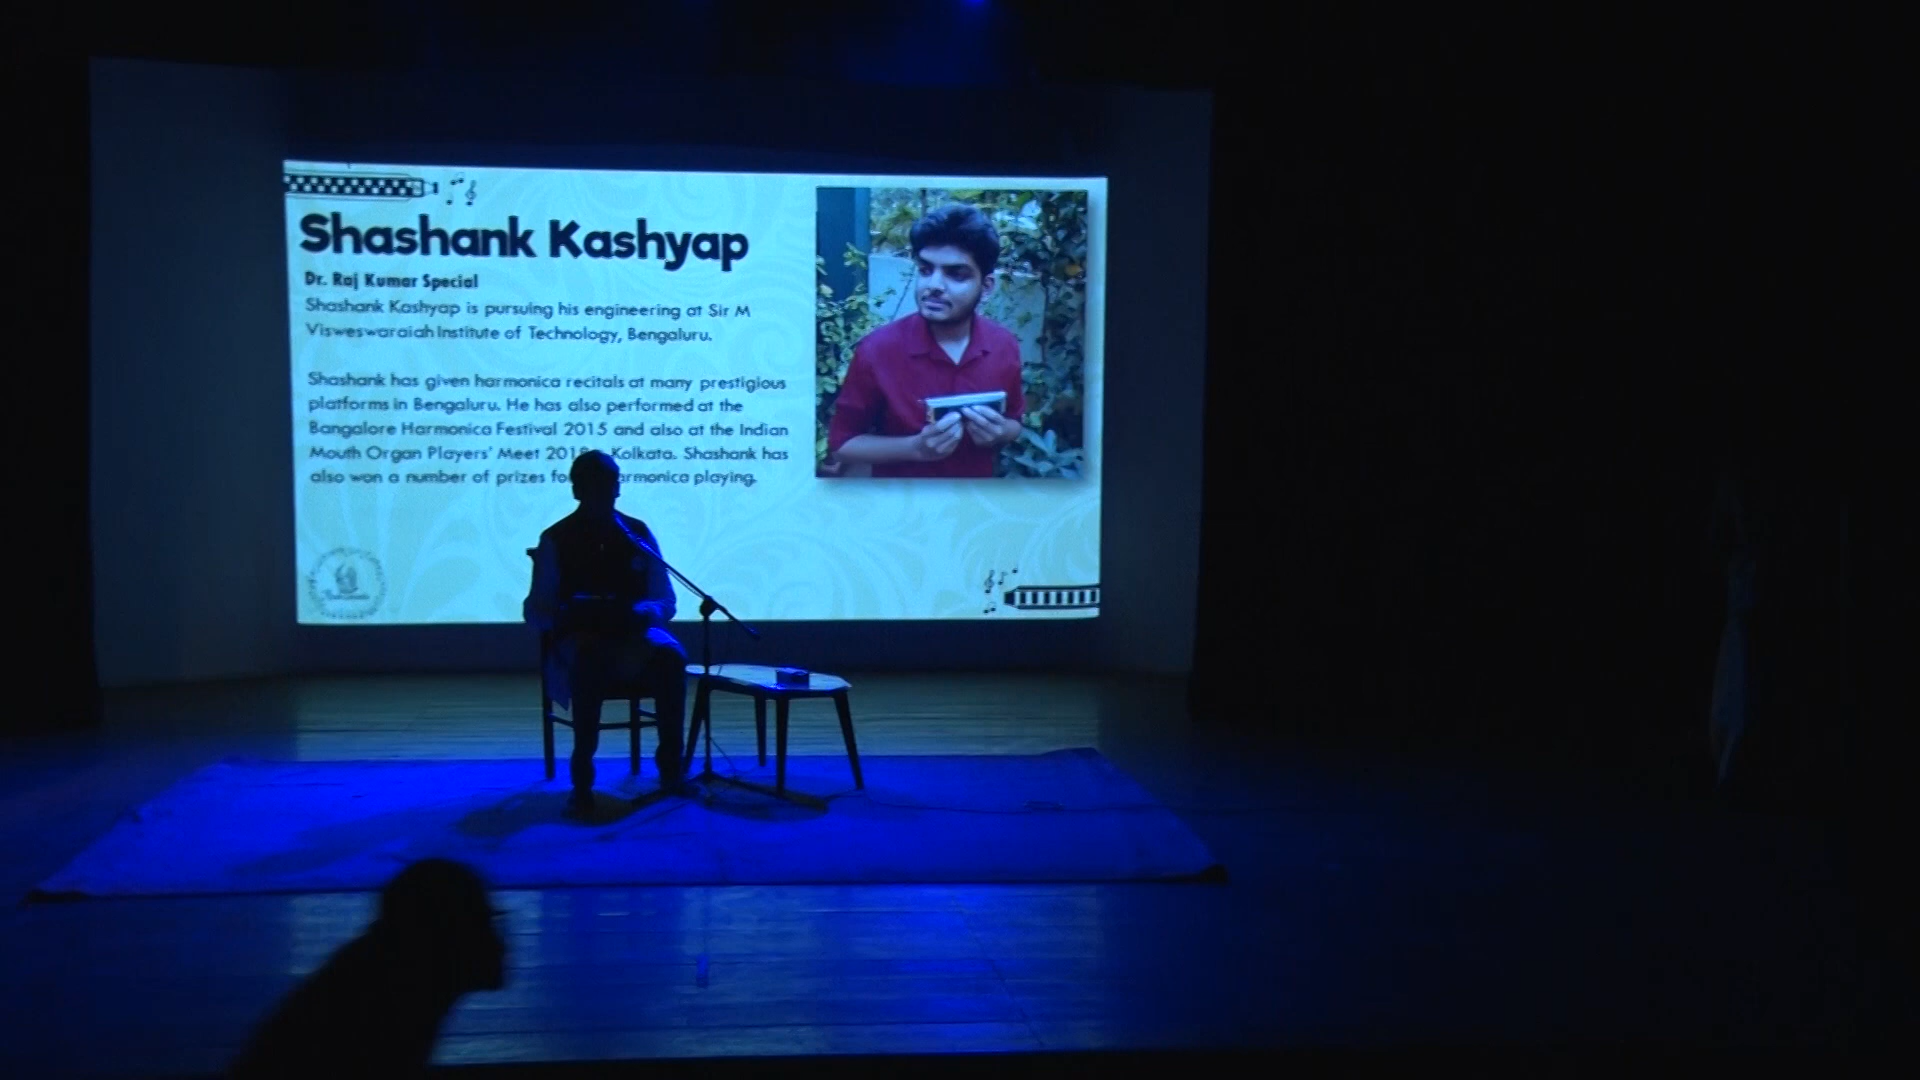 Shashank Kashyap
Dr. Raj Kumar Special
Shashank Kashyap is pursuing his engineering at Sir M
Visweswaraiah Institute of Technology, Bengaluru.
Shashank has given harmonica recitals at many prestigious
platforms in Bengaluru. He has also performed at the
Bangalore Harmonica Festival 2015 and also at the Indian
Mouth Organ Players' Meet Kolkata. Shashank has
also won a number of prizes playing.